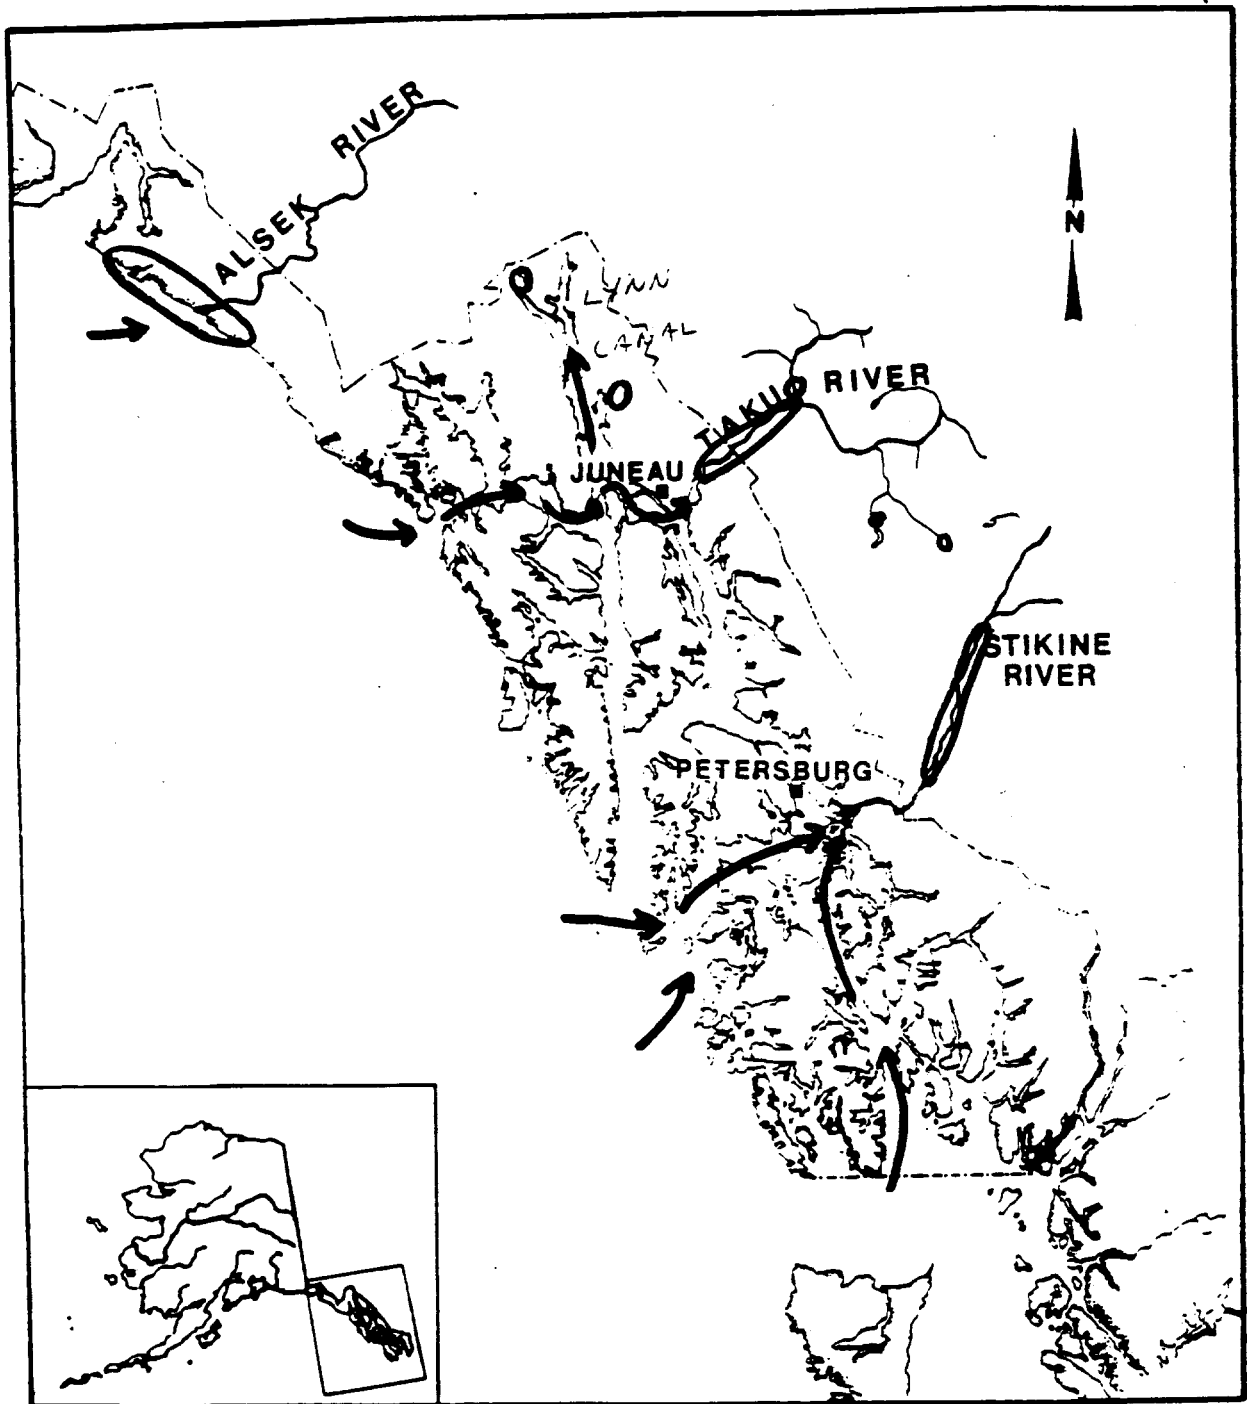 ALSEK RIVER
N
LYNN
CANAL
TAKU RIVER
JUNEAU
STIKINE
RIVER
PETERSBURG